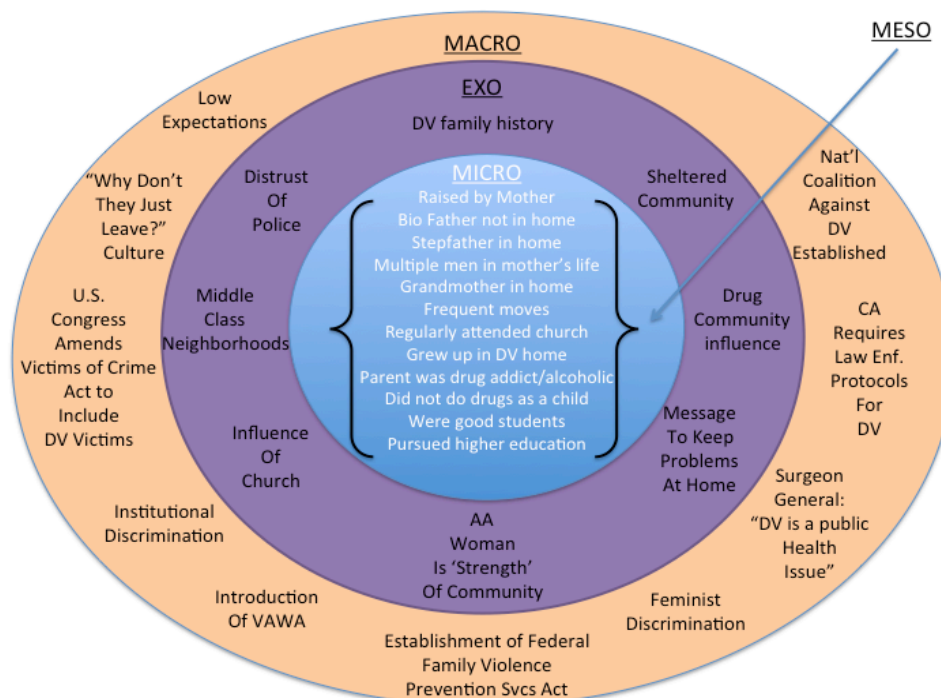 MACRO
MESO
EXO
DV family history
MICRO
Raised by Mother
Bio Father not in home
Stepfather in home
Multiple men in mother's life
Grandmother in home
Frequent moves
Regularly attended church
Grew up in DV home
Parent was drug addict/alcoholic
Did not do drugs as a child
Were good students
Pursued higher education
Low
Expectations
"Why Don't
They Just
Leave?"
Culture
U.S.
Congress
Amends
Victims of Crime
Act to
Include
DV Victims
Institutional
Discrimination
Introduction
Of VAWA
Establishment of Federal
Family Violence
Prevention Svcs Act
Feminist
Discrimination
Surgeon
General:
"DV is a public
Health
Issue"
CA
Requires
Law Enf.
Protocols
For
DV
Nat'l
Coalition
Against
DV
Established
Distrust
Of
Police
Middle
Class
Neighborhoods
Influence
Of
Church
AA
Woman
Is 'Strength'
Of Community
Message
To Keep
Problems
At Home
Drug
Community
influence
Sheltered
Community